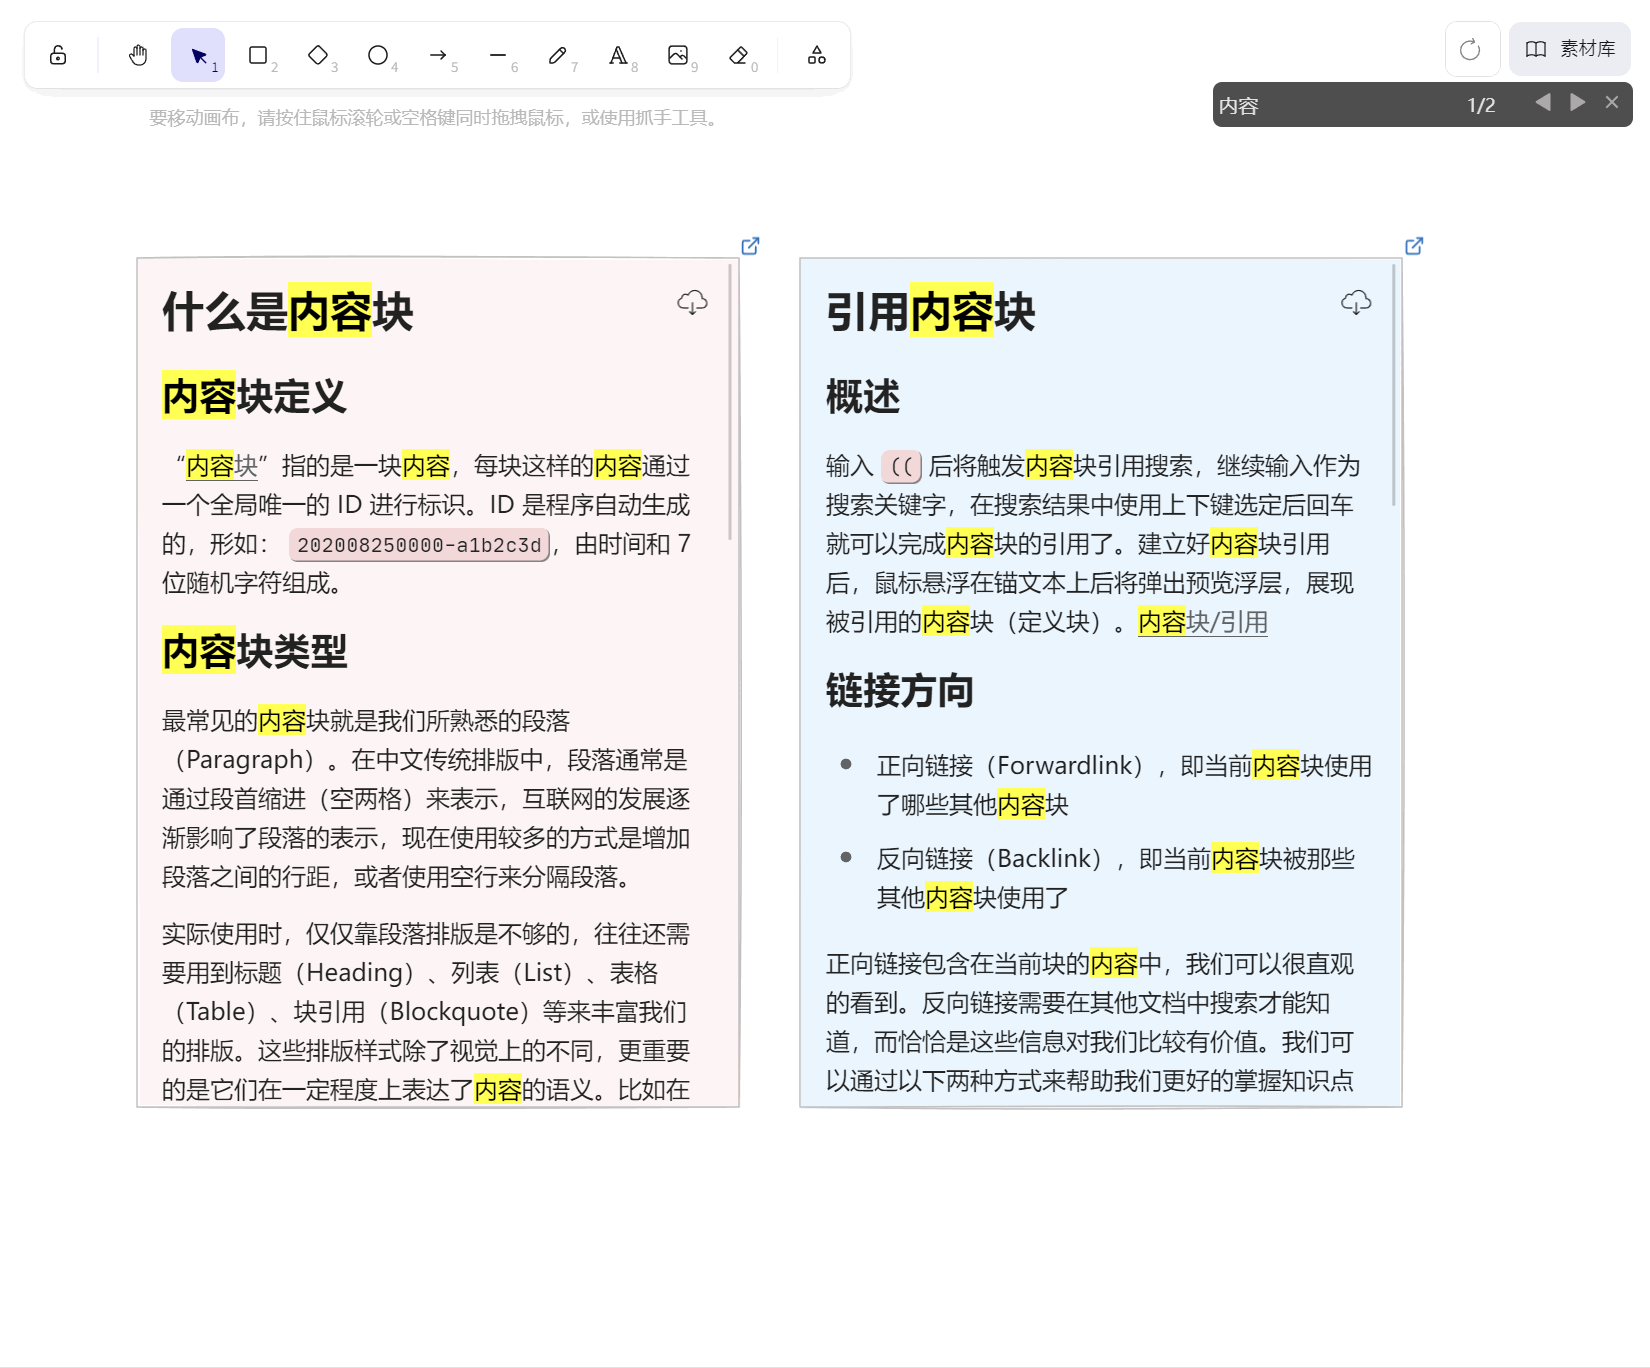 1
2
3
4
5
6
7
8
9
0
素材库
要移动画布，请按住鼠标滚轮或空格键同时拖拽鼠标，或使用抓手工具。
内容 1/2
什么是内容块
内容块定义
“内容块”指的是一块内容，每块这样的内容通过
一个全局唯一的 ID 进行标识。ID 是程序自动生成
的，形如： 202008250000-a1b2c3d，由时间和 7
位随机字符组成。
内容块类型
最常见的内容块就是我们所熟悉的段落
（Paragraph）。在中文传统排版中，段落通常是
通过段首缩进（空两格）来表示，互联网的发展逐
渐影响了段落的表示，现在使用较多的方式是增加
段落之间的行距，或者使用空行来分隔段落。
实际使用时，仅仅靠段落排版是不够的，往往还需
要用到标题（Heading）、列表（List）、表格
（Table）、块引用（Blockquote）等来丰富我们
的排版。这些排版样式除了视觉上的不同，更重要
的是它们在一定程度上表达了内容的语义。比如在
引用内容块
概述
输入 (( 后将触发内容块引用搜索，继续输入作为
搜索关键字，在搜索结果中使用上下键选定后回车
就可以完成内容块的引用了。建立好内容块引用
后，鼠标悬浮在锚文本上后将弹出预览浮层，展现
被引用的内容块（定义块）。内容块/引用
链接方向
正向链接（Forwardlink），即当前内容块使用
了哪些其他内容块
反向链接（Backlink），即当前内容块被那些
其他内容块使用了
正向链接包含在当前块的内容中，我们可以很直观
的看到。反向链接需要在其他文档中搜索才能知
道，而恰恰是这些信息对我们比较有价值。我们可
以通过以下两种方式来帮助我们更好的掌握知识点